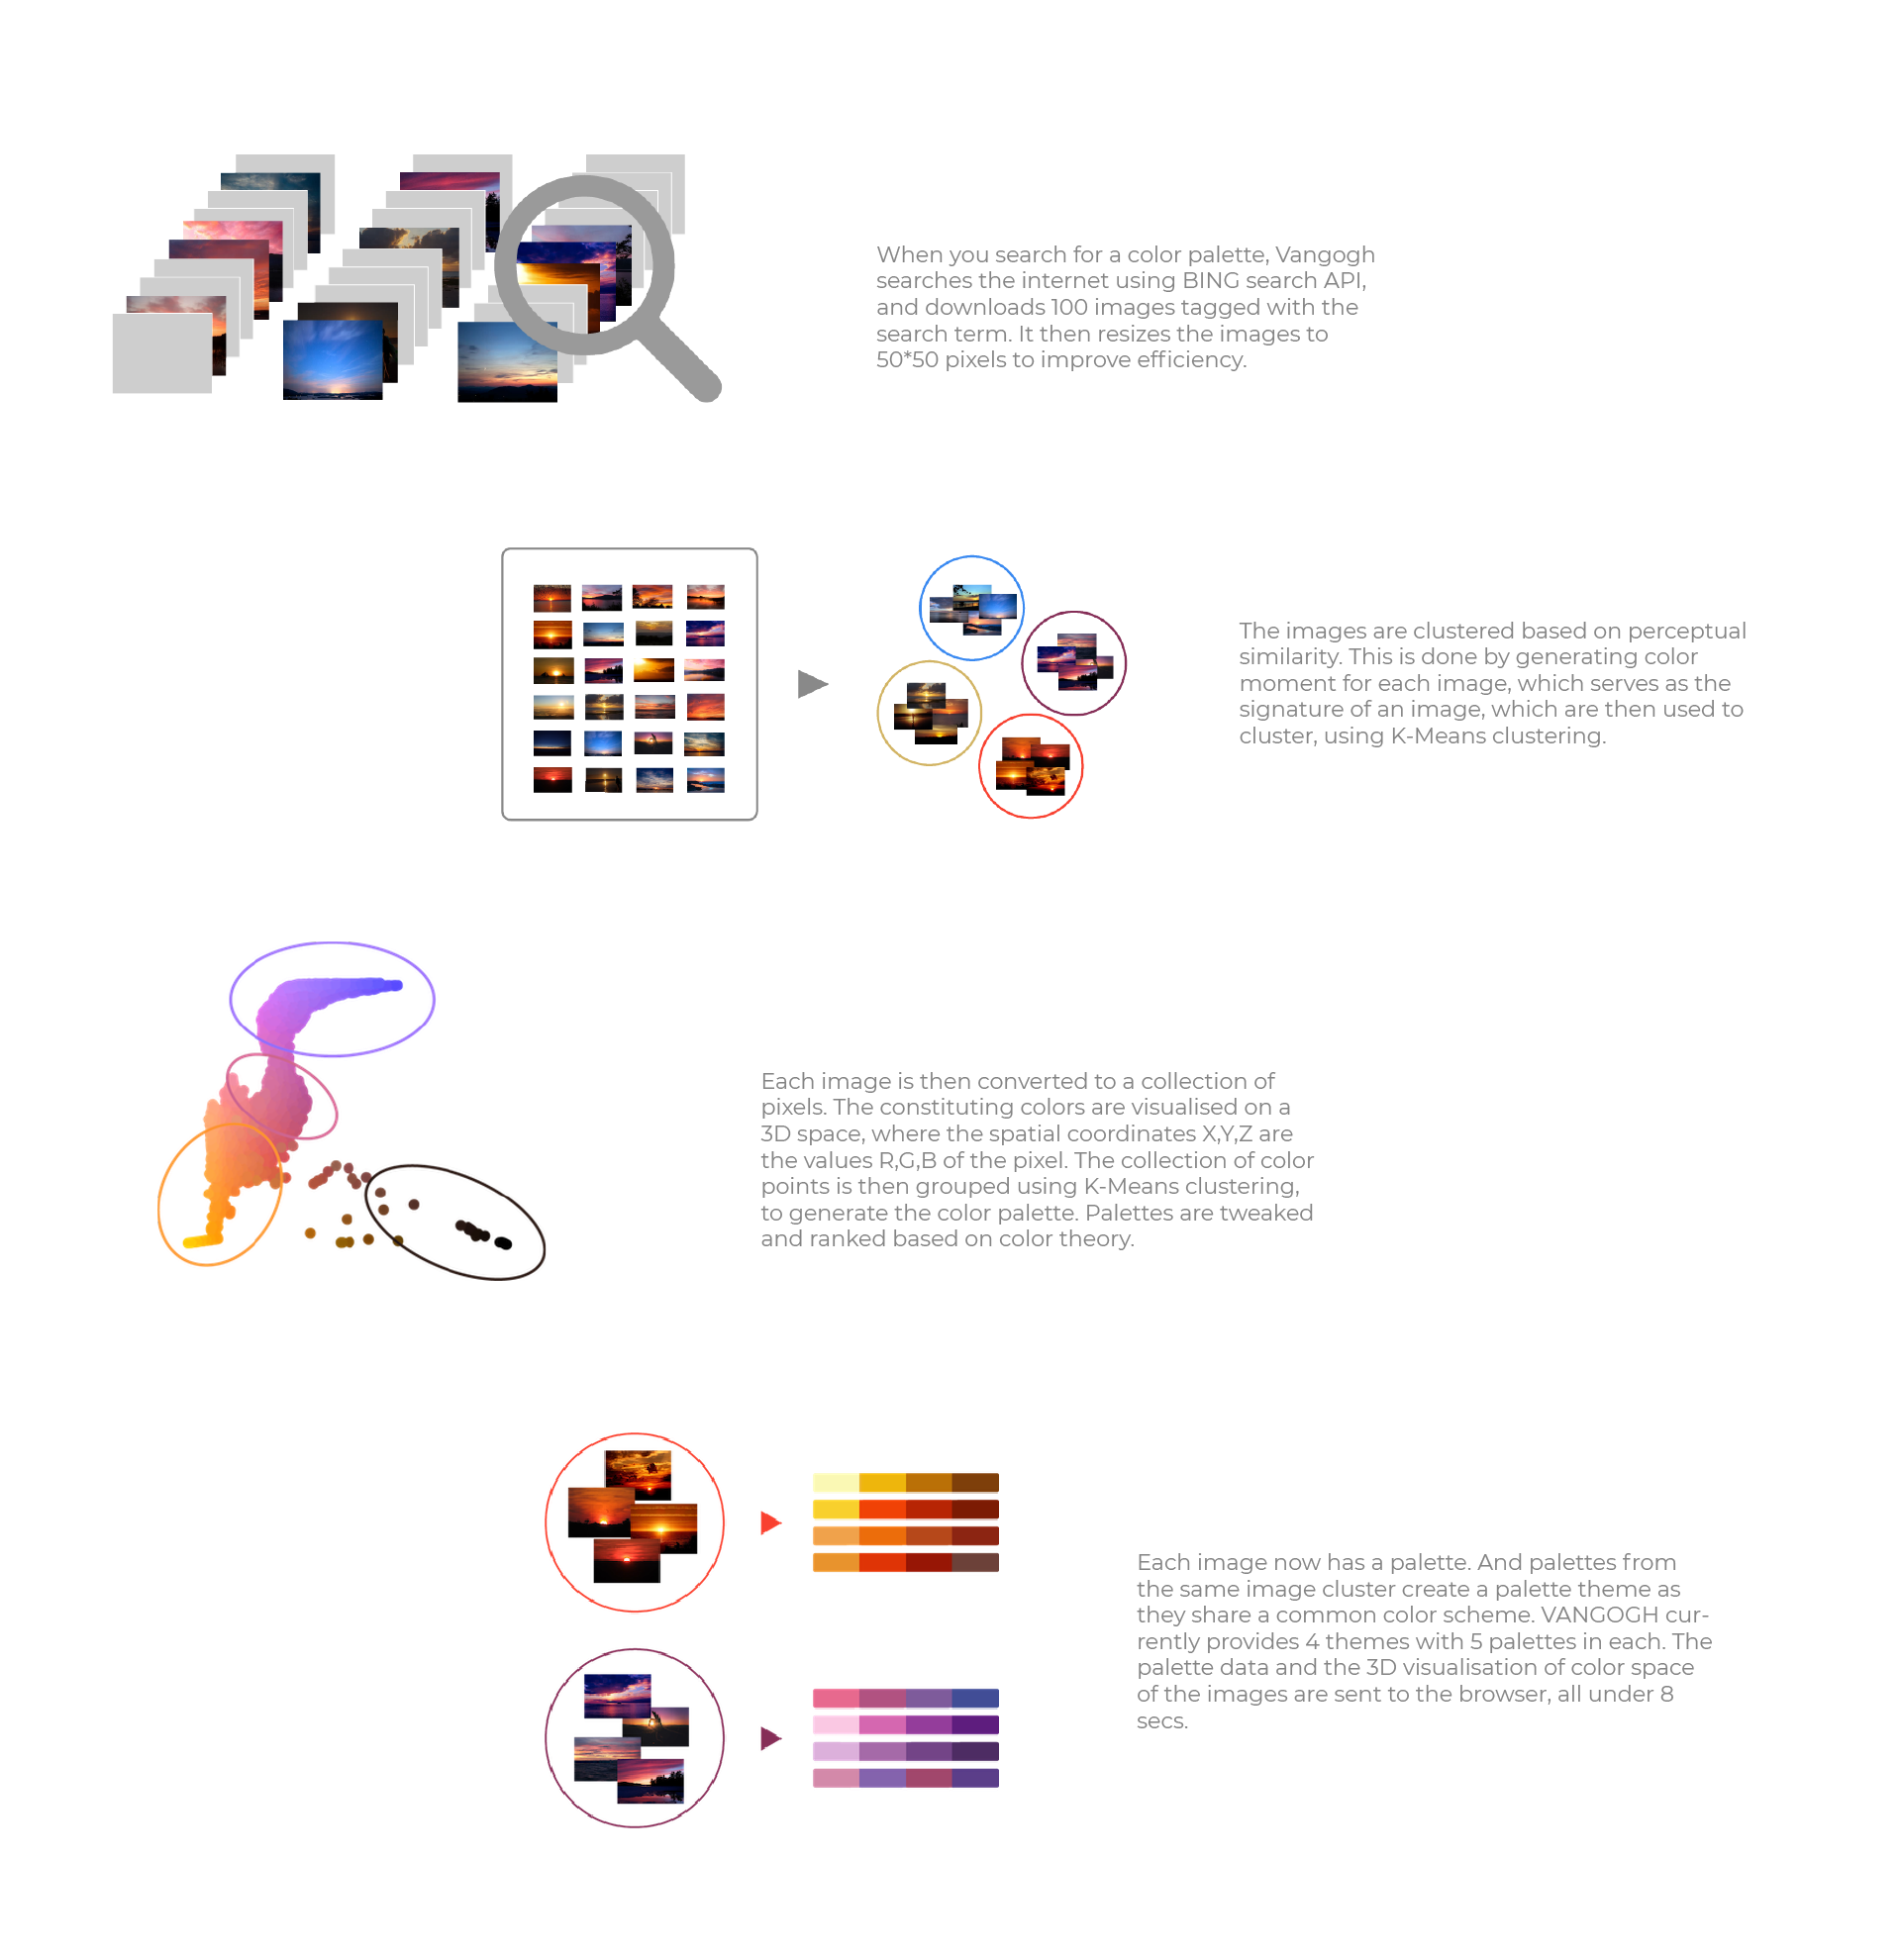 When you search for a color palette, Vangogh
searches the internet using BING search API,
and downloads 100 images tagged with the
search term. It then resizes the images to
50*50 pixels to improve efficiency.
The images are clustered based on perceptual
similarity. This is done by generating color
moment for each image, which serves as the
signature of an image, which are then used to
cluster, using K-Means clustering.
Each image is then converted to a collection of
pixels. The constituting colors are visualised on a
3D space, where the spatial coordinates X,Y,Z are
the values R,G,B of the pixel. The collection of color
points is then grouped using K-Means clustering,
to generate the color palette. Palettes are tweaked
and ranked based on color theory.
Each image now has a palette. And palettes from
the same image cluster create a palette theme as
they share a common color scheme. VANGOGH cur-
rently provides 4 themes with 5 palettes in each. The
palette data and the 3D visualisation of color space
of the images are sent to the browser, all under 8
secs.